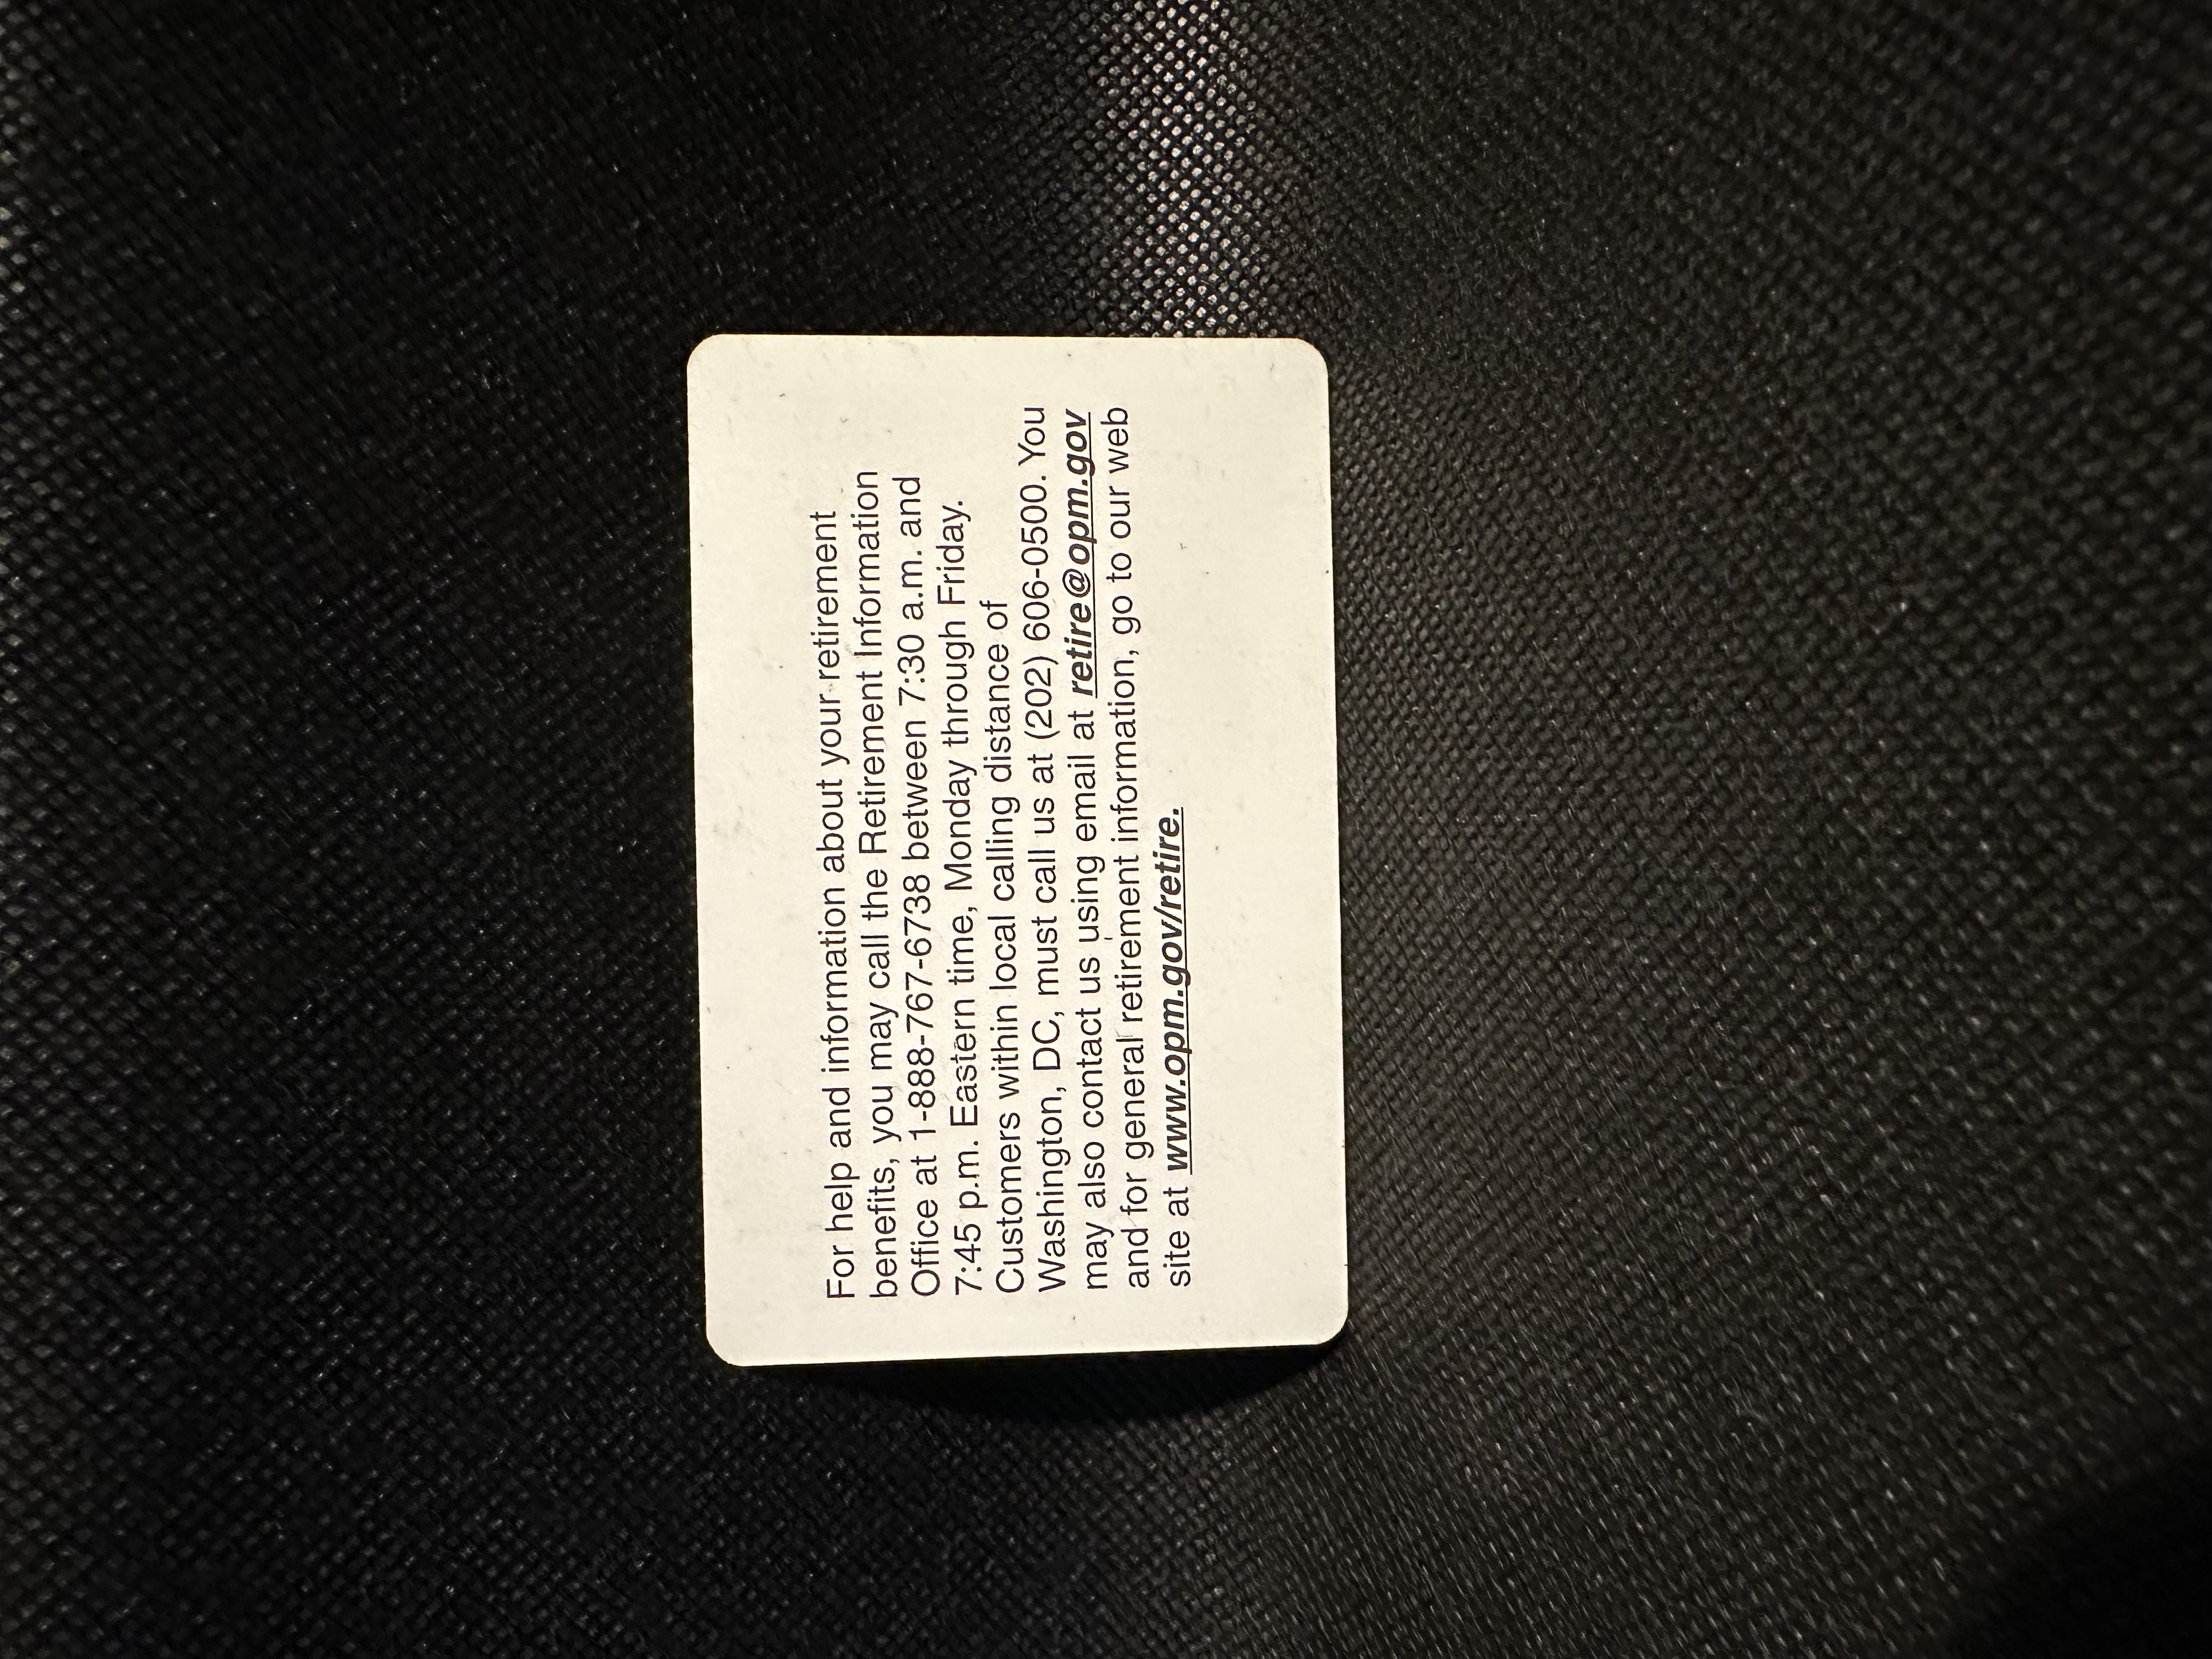 For help and information about your retirement
benefits, you may call the Retirement Information
Office at 1-888-767-6738 between 7:30 a.m. and
7:45 p.m. Eastern time, Monday through Friday.
Customers within local calling distance of
Washington, DC, must call us at (202) 606-0500. You
may also contact us using email at retire@opm.gov
and for general retirement information, go to our web
site at www.opm.gov/retire.